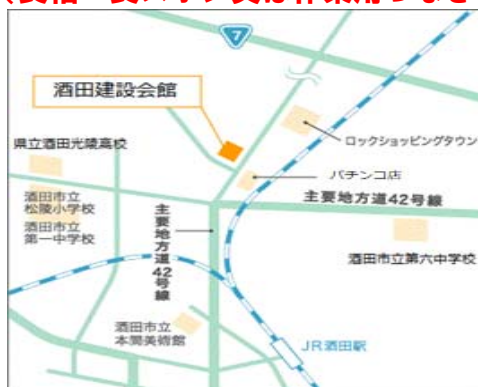 7
酒田建設会館
ロックショッピングタウン
県立酒田光陵高校
パチンコ店
主要地方道42号線
酒田市立
松陵小学校
酒田市立
第一中学校
主要地方道42号線
酒田市立第六中学校
酒田市立
本間美術館
JR酒田駅